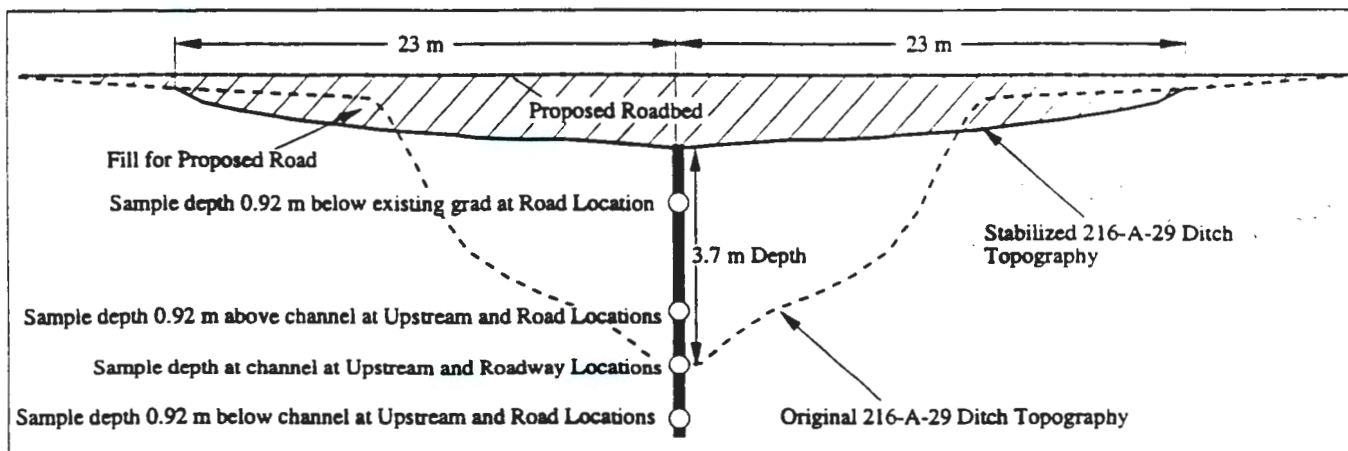 23 m
23 m
Proposed Roadbed
Fill for Proposed Road
Sample depth 0.92 m below existing grad at Road Location
Stabilized 216-A-29 Ditch
Topography
3.7 m Depth
Sample depth 0.92 m above channel at Upstream and Road Locations
Sample depth at channel at Upstream and Roadway Locations
Sample depth 0.92 m below channel at Upstream and Road Locations
Original 216-A-29 Ditch Topography